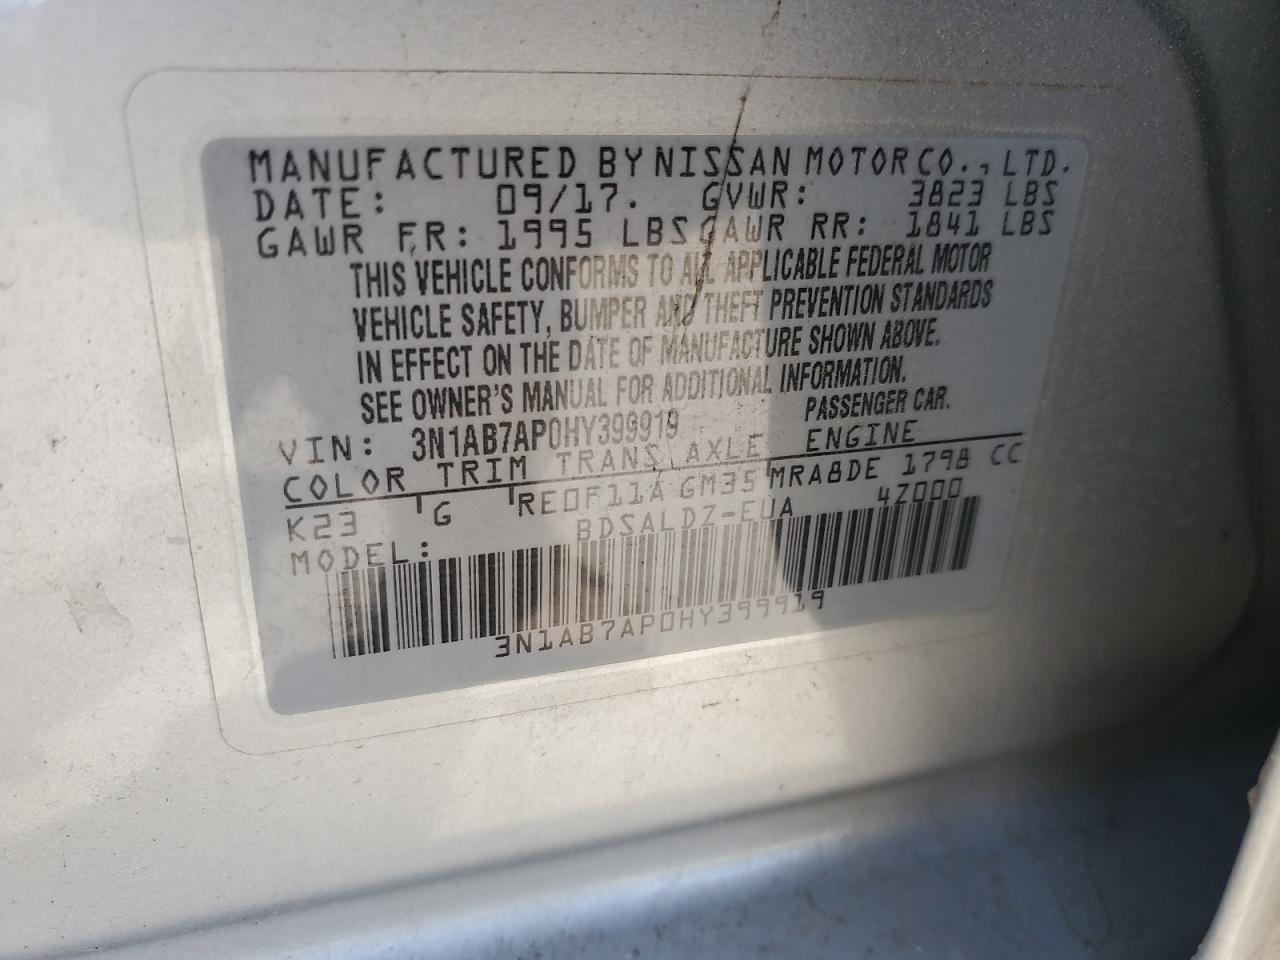 MANUFACTURED BY NISSAN MOTOR CO., LTD.
DATE: 09/17. GVWR: 3823 LBS
GAWR FR: 1995 LBS GAWR RR: 1841 LBS
THIS VEHICLE CONFORMS TO ALL APPLICABLE FEDERAL MOTOR
VEHICLE SAFETY, BUMPER AND THEFT PREVENTION STANDARDS
IN EFFECT ON THE DATE OF MANUFACTURE SHOWN ABOVE.
SEE OWNER'S MANUAL FOR ADDITIONAL INFORMATION.
VIN: 3N1AB7AP0HY399919 PASSENGER CAR.
COLOR TRIM TRANS AXLE ENGINE
K23 G RE0F11A GM35 MRA8DE 1798 CC
MODEL: BDSALDZ-EUA 4Z000
3N1AB7AP0HY399919